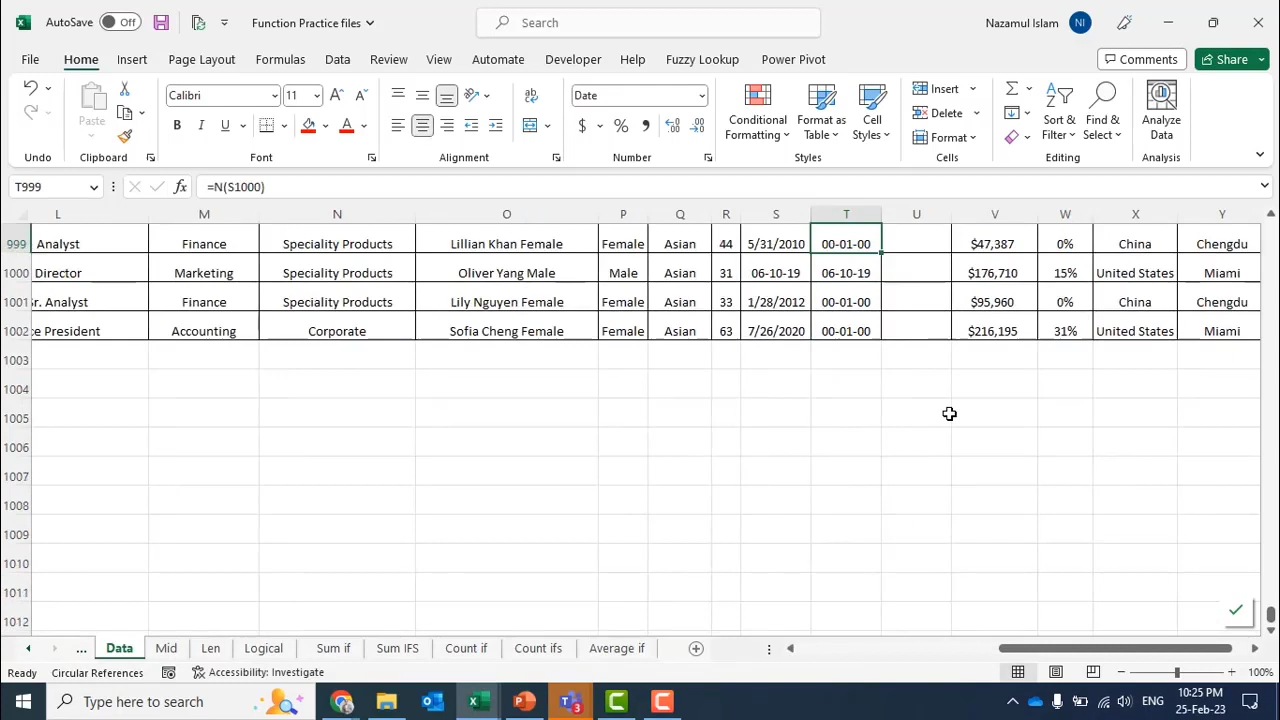 AutoSave Off Function Practice files Search Nazamul Islam NI
File Home Insert Page Layout Formulas Data Review View Automate Developer Help Fuzzy Lookup Power Pivot Comments Share
Calibri 11 Date Insert
Paste B I U A $ % Conditional Formatting Format as Table Cell Styles Delete Format Sort & Filter Find & Select Analyze Data
Undo Clipboard Font Alignment Number Styles Cells Editing Analysis
T999 fx =N(S1000)
L M N O P Q R S T U V W X Y
999 Analyst Finance Speciality Products Lillian Khan Female Female Asian 44 5/31/2010 00-01-00 $47,387 0% China Chengdu
1000 Director Marketing Speciality Products Oliver Yang Male Male Asian 31 06-10-19 06-10-19 $176,710 15% United States Miami
1001 r. Analyst Finance Speciality Products Lily Nguyen Female Female Asian 33 1/28/2012 00-01-00 $95,960 0% China Chengdu
1002 ce President Accounting Corporate Sofia Cheng Female Female Asian 63 7/26/2020 00-01-00 $216,195 31% United States Miami
1003
1004
1005
1006
1007
1008
1009
1010
1011
1012
... Data Mid Len Logical Sum if Sum IFS Count if Count ifs Average if
Ready Circular References Accessibility: Investigate 100%
Type here to search 3 ENG 10:25 PM
25-Feb-23